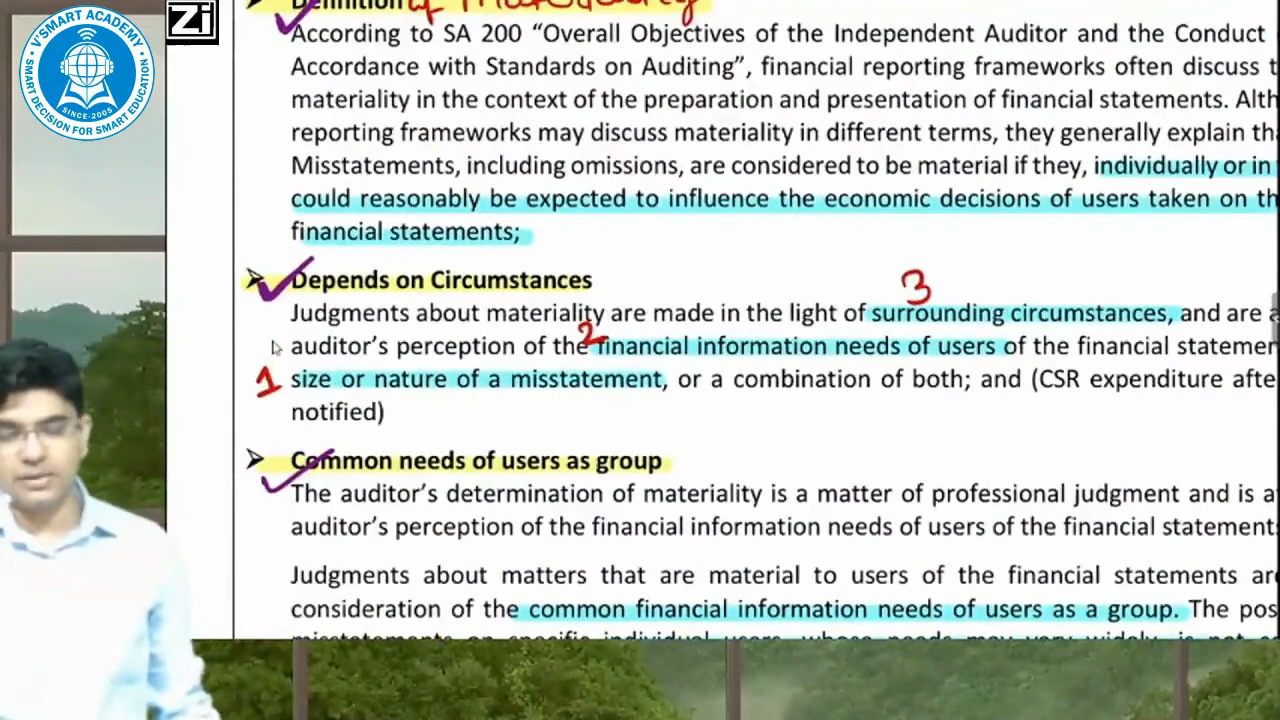 V'SMART ACADEMY
SINCE-2005
SMART DECISION FOR SMART EDUCATION
Zi
Definition of Materiality
According to SA 200 “Overall Objectives of the Independent Auditor and the Conduct
Accordance with Standards on Auditing”, financial reporting frameworks often discuss t
materiality in the context of the preparation and presentation of financial statements. Alth
reporting frameworks may discuss materiality in different terms, they generally explain th
Misstatements, including omissions, are considered to be material if they, individually or in
could reasonably be expected to influence the economic decisions of users taken on th
financial statements;
Depends on Circumstances
3
Judgments about materiality are made in the light of surrounding circumstances, and are a
2
auditor’s perception of the financial information needs of users of the financial statemen
1 size or nature of a misstatement, or a combination of both; and (CSR expenditure afte
notified)
Common needs of users as group
The auditor’s determination of materiality is a matter of professional judgment and is a
auditor’s perception of the financial information needs of users of the financial statement
Judgments about matters that are material to users of the financial statements ar
consideration of the common financial information needs of users as a group. The pos